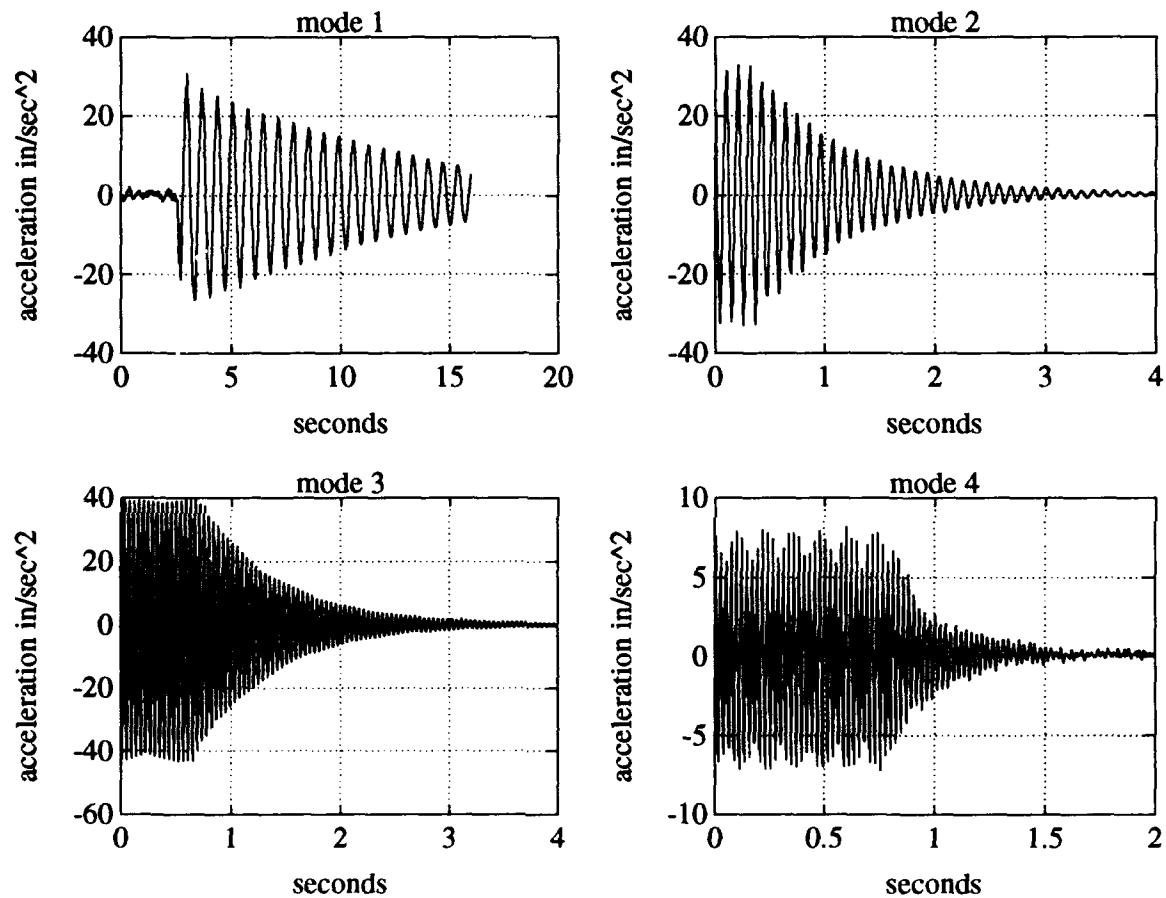 mode 1
40
20
0
-20
-40
acceleration in/sec^2
0 5 10 15 20
seconds
mode 2
40
20
0
-20
-40
acceleration in/sec^2
0 1 2 3 4
seconds
mode 3
40
20
0
-20
-40
-60
acceleration in/sec^2
0 1 2 3 4
seconds
mode 4
10
5
0
-5
-10
acceleration in/sec^2
0 0.5 1 1.5 2
seconds